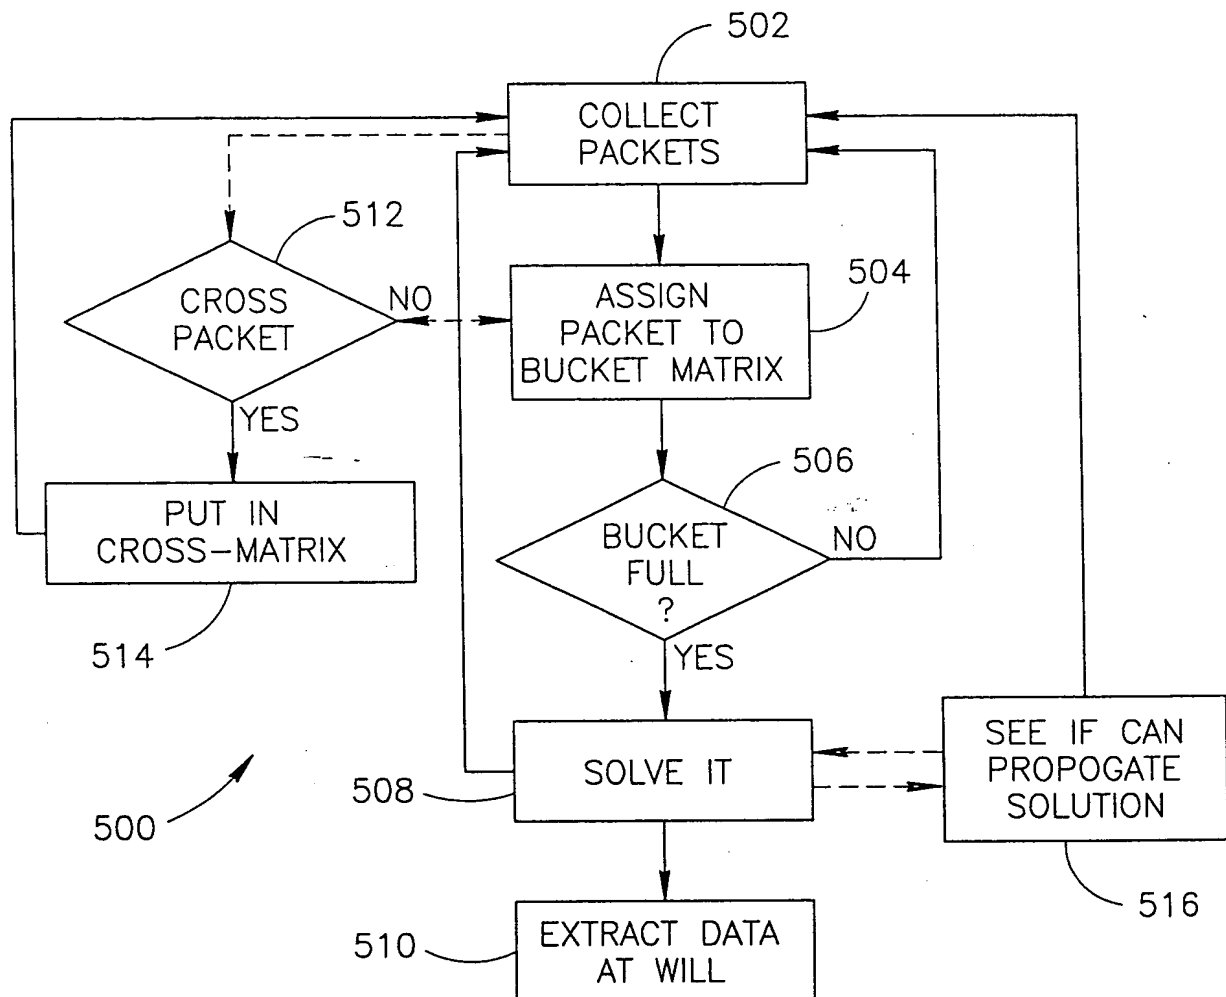 502
COLLECT
PACKETS
512
CROSS
PACKET
NO
504
ASSIGN
PACKET TO
BUCKET MATRIX
YES
506
PUT IN
CROSS-MATRIX
BUCKET
FULL
?
NO
514
YES
SOLVE IT
508
SEE IF CAN
PROPOGATE
SOLUTION
500
516
510
EXTRACT DATA
AT WILL